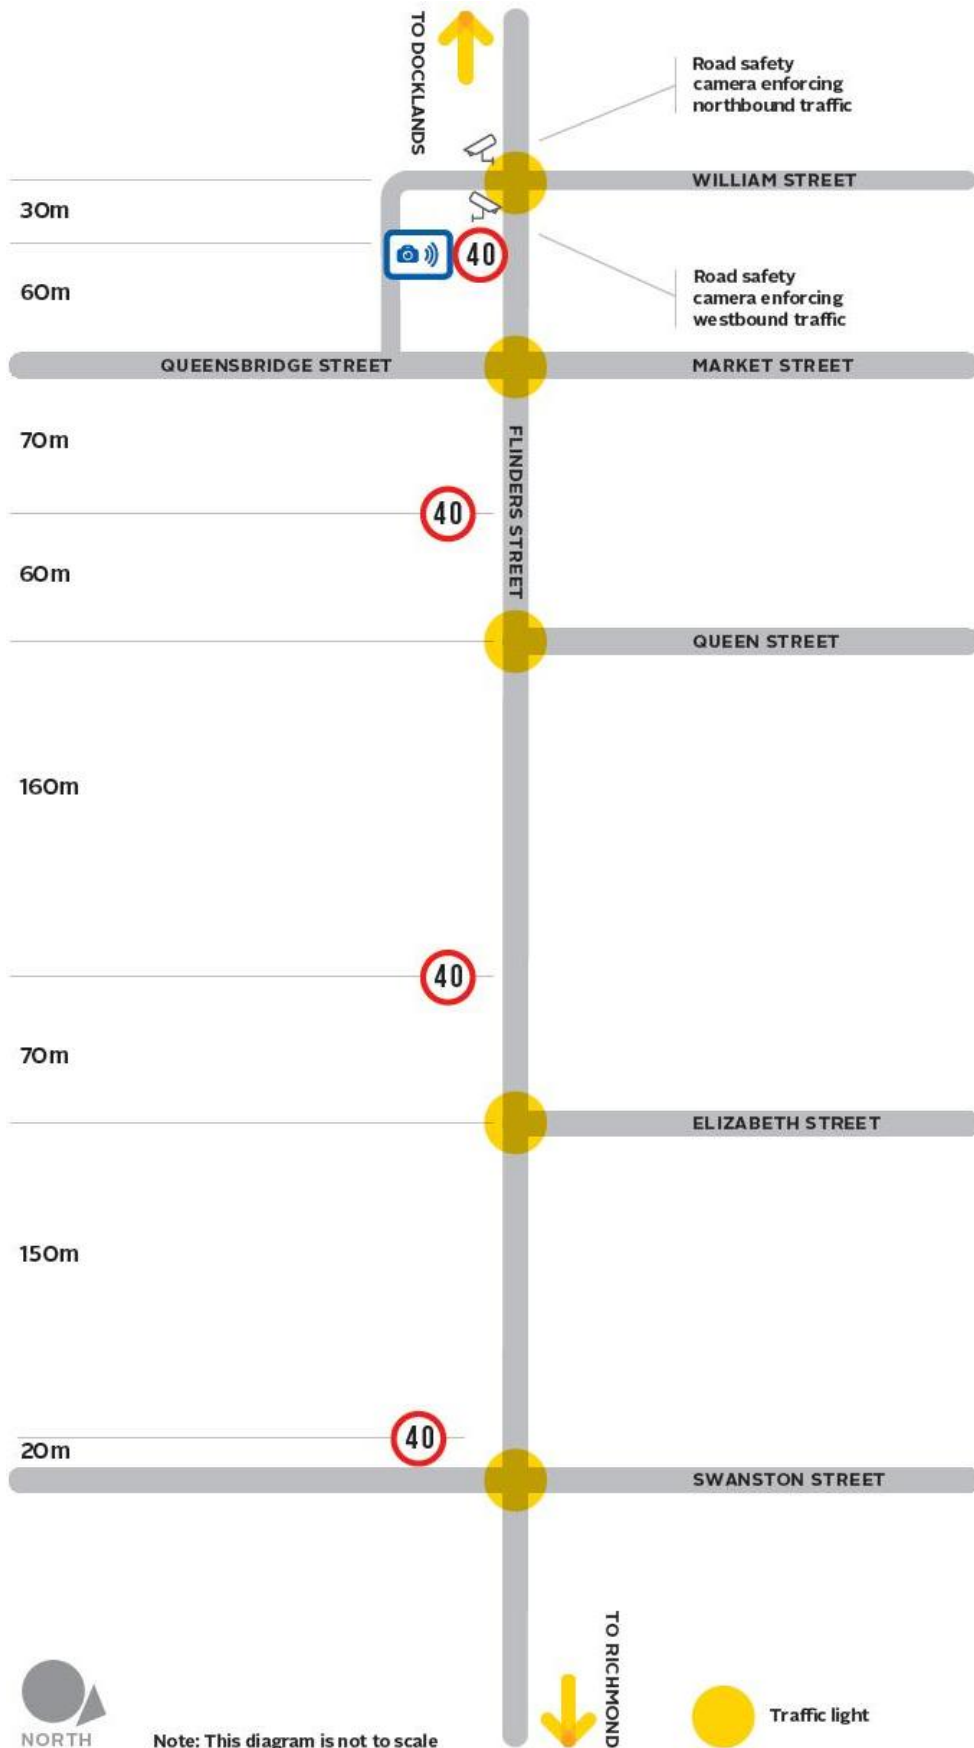 TO DOCKLANDS
Road safety
camera enforcing
northbound traffic
WILLIAM STREET
30m
40
Road safety
camera enforcing
westbound traffic
60m
QUEENSBRIDGE STREET
MARKET STREET
70m
FLINDERS STREET
40
60m
QUEEN STREET
160m
40
70m
ELIZABETH STREET
150m
40
20m
SWANSTON STREET
TO RICHMOND
Traffic light
NORTH
Note: This diagram is not to scale